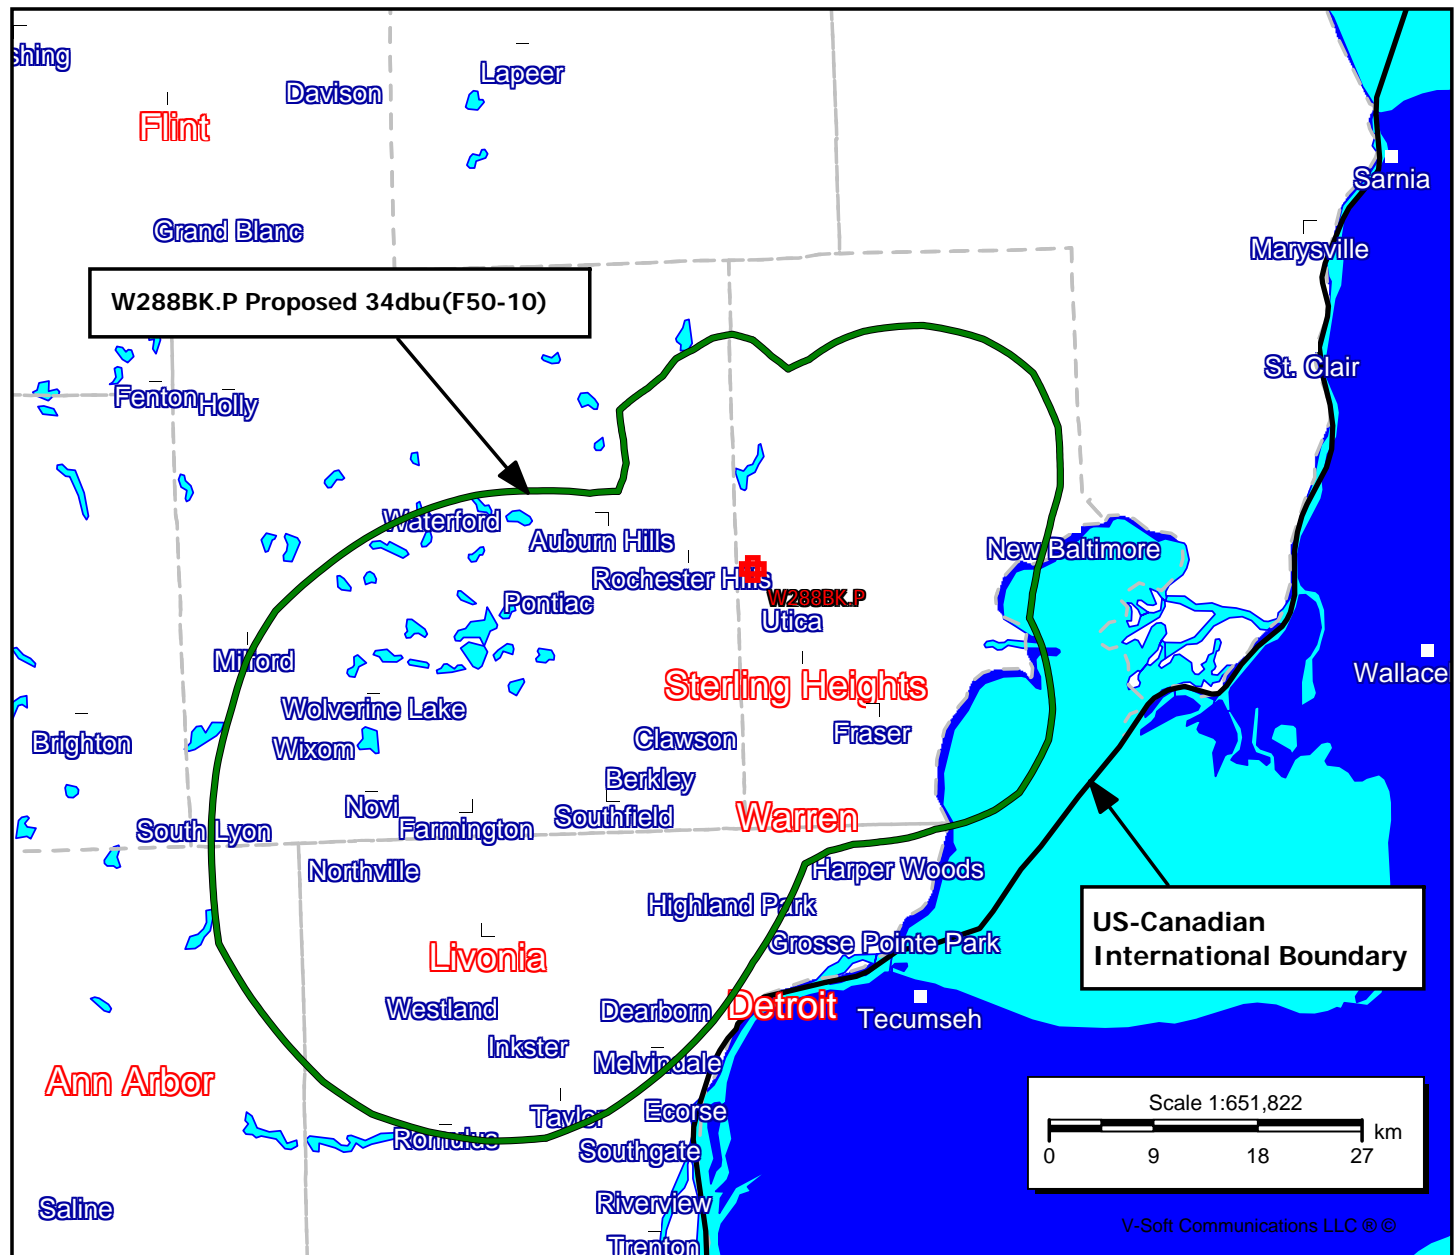 shing
Lapeer
Davison
Flint
Sarnia
Grand Blanc
Marysville
W288BK.P Proposed 34dbu(F50-10)
St. Clair
Fenton
Holly
Waterford
Auburn Hills
New Baltimore
Rochester Hills
W288BK.P
Pontiac
Utica
Milford
Wallace
Sterling Heights
Wolverine Lake
Brighton
Wixom
Clawson
Fraser
Berkley
Novi
Southfield
Warren
South Lyon
Farmington
Northville
Harper Woods
Highland Park
US-Canadian
International Boundary
Grosse Pointe Park
Livonia
Westland
Dearborn
Detroit
Tecumseh
Inkster
Melvindale
Ann Arbor
Scale 1:651,822
km
0 9 18 27
Taylor
Ecorse
Romulus
Southgate
Saline
Riverview
V-Soft Communications LLC ® ©
Trenton